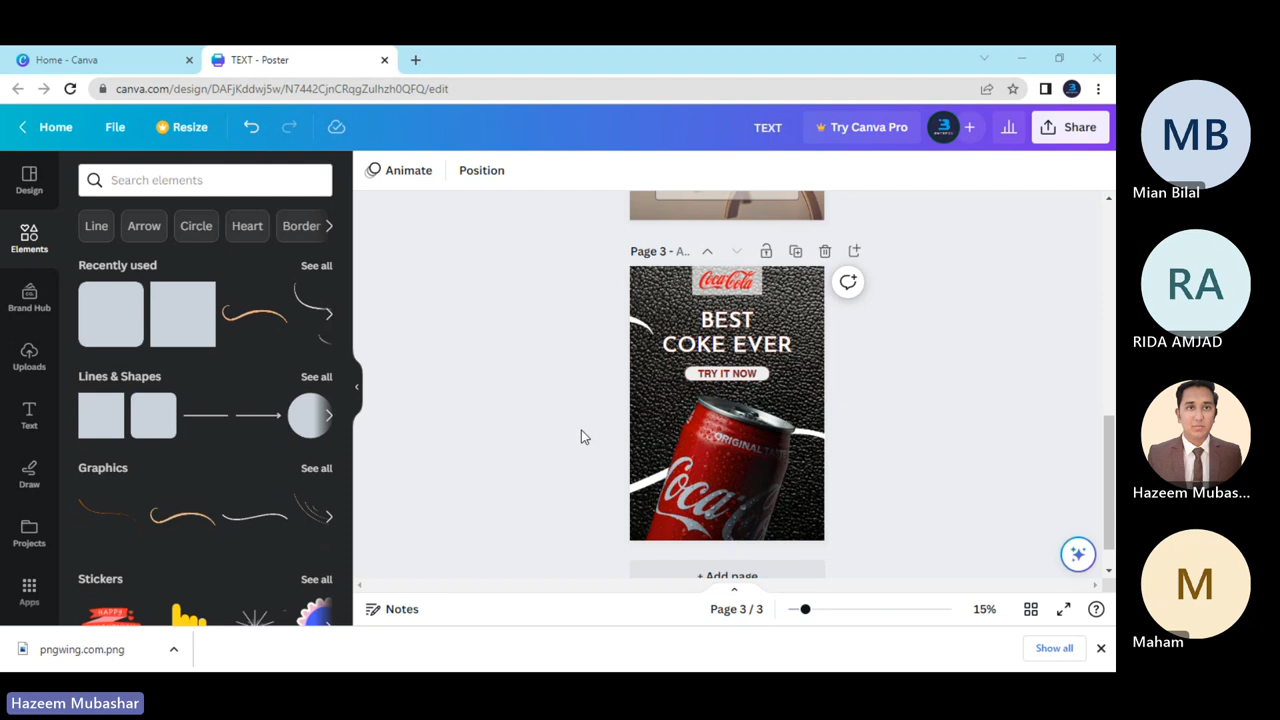 Home - Canva
TEXT - Poster
canva.com/design/DAFjKddwj5w/N7442CjnCRqgZuIhzh0QFQ/edit
Home
File
Resize
TEXT
Try Canva Pro
Share
Design
Elements
Brand Hub
Uploads
Text
Draw
Projects
Apps
Search elements
Line
Arrow
Circle
Heart
Border
Recently used
See all
Lines & Shapes
See all
Graphics
See all
Stickers
See all
HAPPY
Animate
Position
Page 3 - A..
Coca-Cola
BEST
COKE EVER
TRY IT NOW
ORIGINAL TA
Coca
+ Add page
Notes
Page 3 / 3
15%
pngwing.com.png
Show all
MB
Mian Bilal
RA
RIDA AMJAD
Hazeem Mubas...
M
Maham
Hazeem Mubashar